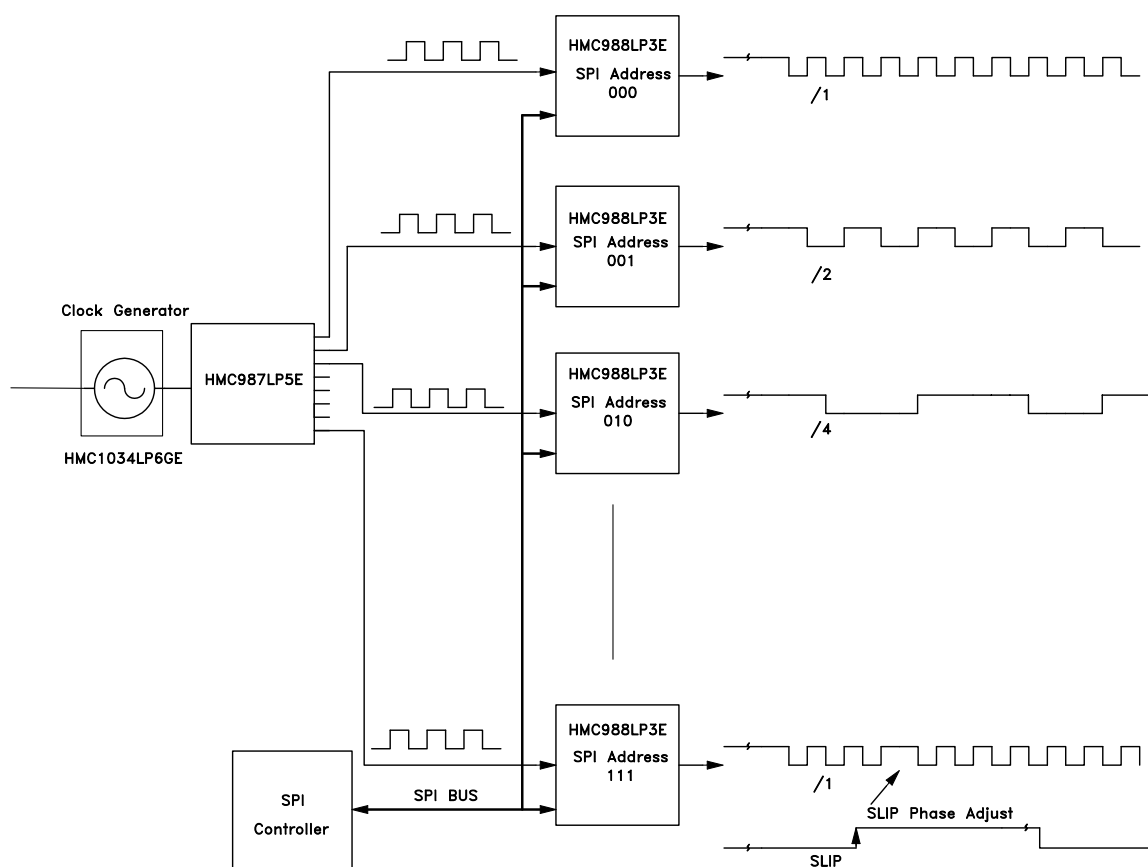 HMC988LP3E
SPI Address
000
/1
HMC988LP3E
SPI Address
001
/2
Clock Generator
HMC987LP5E
HMC1034LP6GE
HMC988LP3E
SPI Address
010
/4
HMC988LP3E
SPI Address
111
/1
SPI BUS
SPI
Controller
SLIP Phase Adjust
SLIP